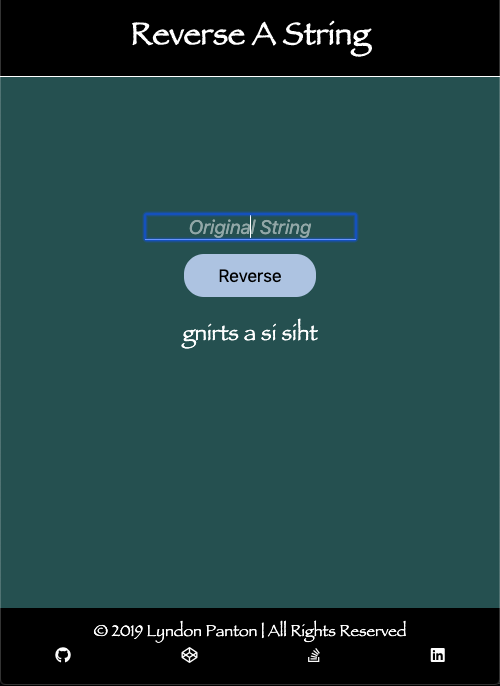 Reverse A String
Original String
Reverse
gnirts a si siht
© 2019 Lyndon Panton | All Rights Reserved